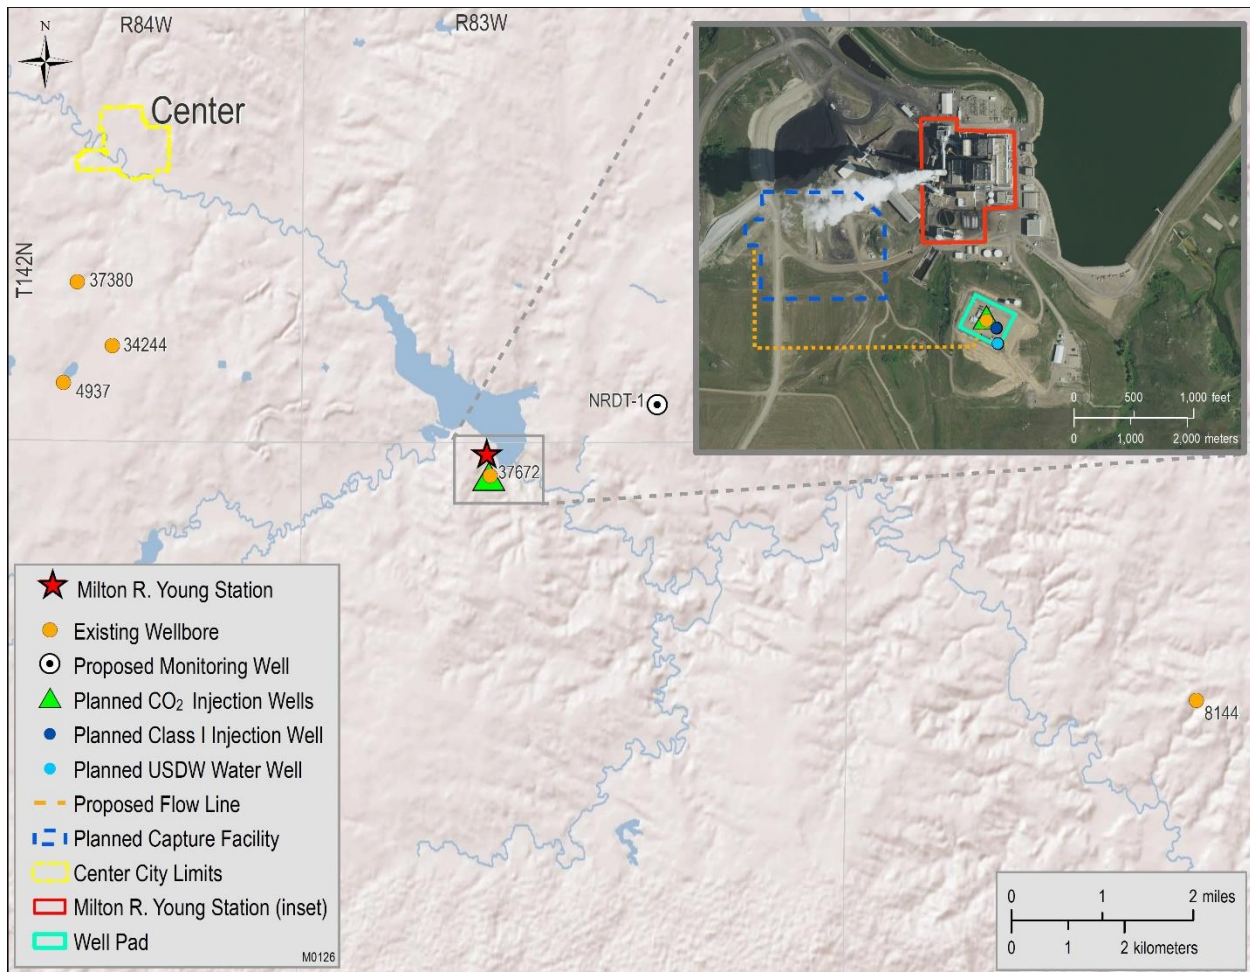 R84W
R83W
N
Center
T142N
37380
34244
4937
NRDT-1
37672
8144
0 500 1,000 feet
0 1,000 2,000 meters
Milton R. Young Station
Existing Wellbore
Proposed Monitoring Well
Planned CO₂ Injection Wells
Planned Class I Injection Well
Planned USDW Water Well
Proposed Flow Line
Planned Capture Facility
Center City Limits
Milton R. Young Station (inset)
Well Pad
M0126
0 1 2 miles
0 1 2 kilometers